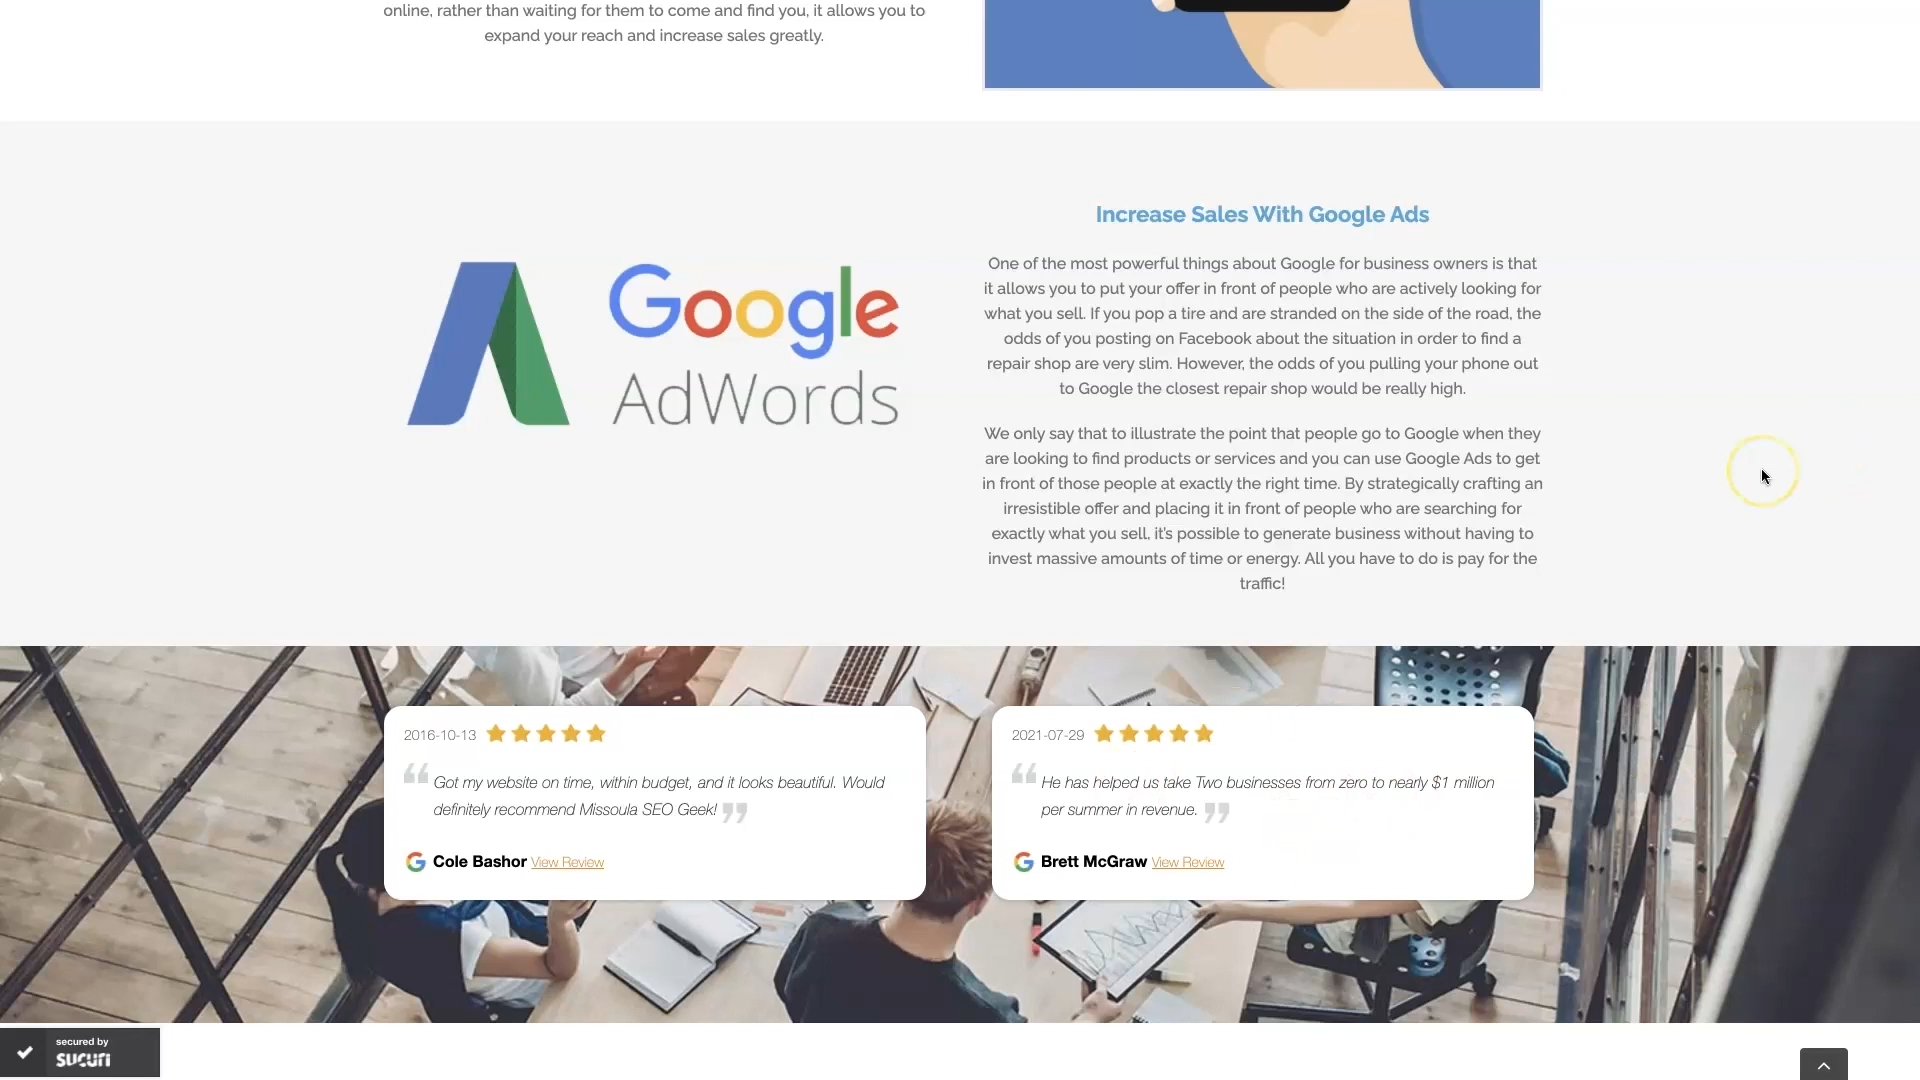 online, rather than waiting for them to come and find you, it allows you to
expand your reach and increase sales greatly.
Google
AdWords
Increase Sales With Google Ads
One of the most powerful things about Google for business owners is that
it allows you to put your offer in front of people who are actively looking for
what you sell. If you pop a tire and are stranded on the side of the road, the
odds of you posting on Facebook about the situation in order to find a
repair shop are very slim. However, the odds of you pulling your phone out
to Google the closest repair shop would be really high.
We only say that to illustrate the point that people go to Google when they
are looking to find products or services and you can use Google Ads to get
in front of those people at exactly the right time. By strategically crafting an
irresistible offer and placing it in front of people who are searching for
exactly what you sell, it's possible to generate business without having to
invest massive amounts of time or energy. All you have to do is pay for the
traffic!
2016-10-13
“ Got my website on time, within budget, and it looks beautiful. Would
definitely recommend Missoula SEO Geek! ”
G Cole Bashor View Review
2021-07-29
“ He has helped us take Two businesses from zero to nearly $1 million
per summer in revenue. ”
G Brett McGraw View Review
secured by
sucuri